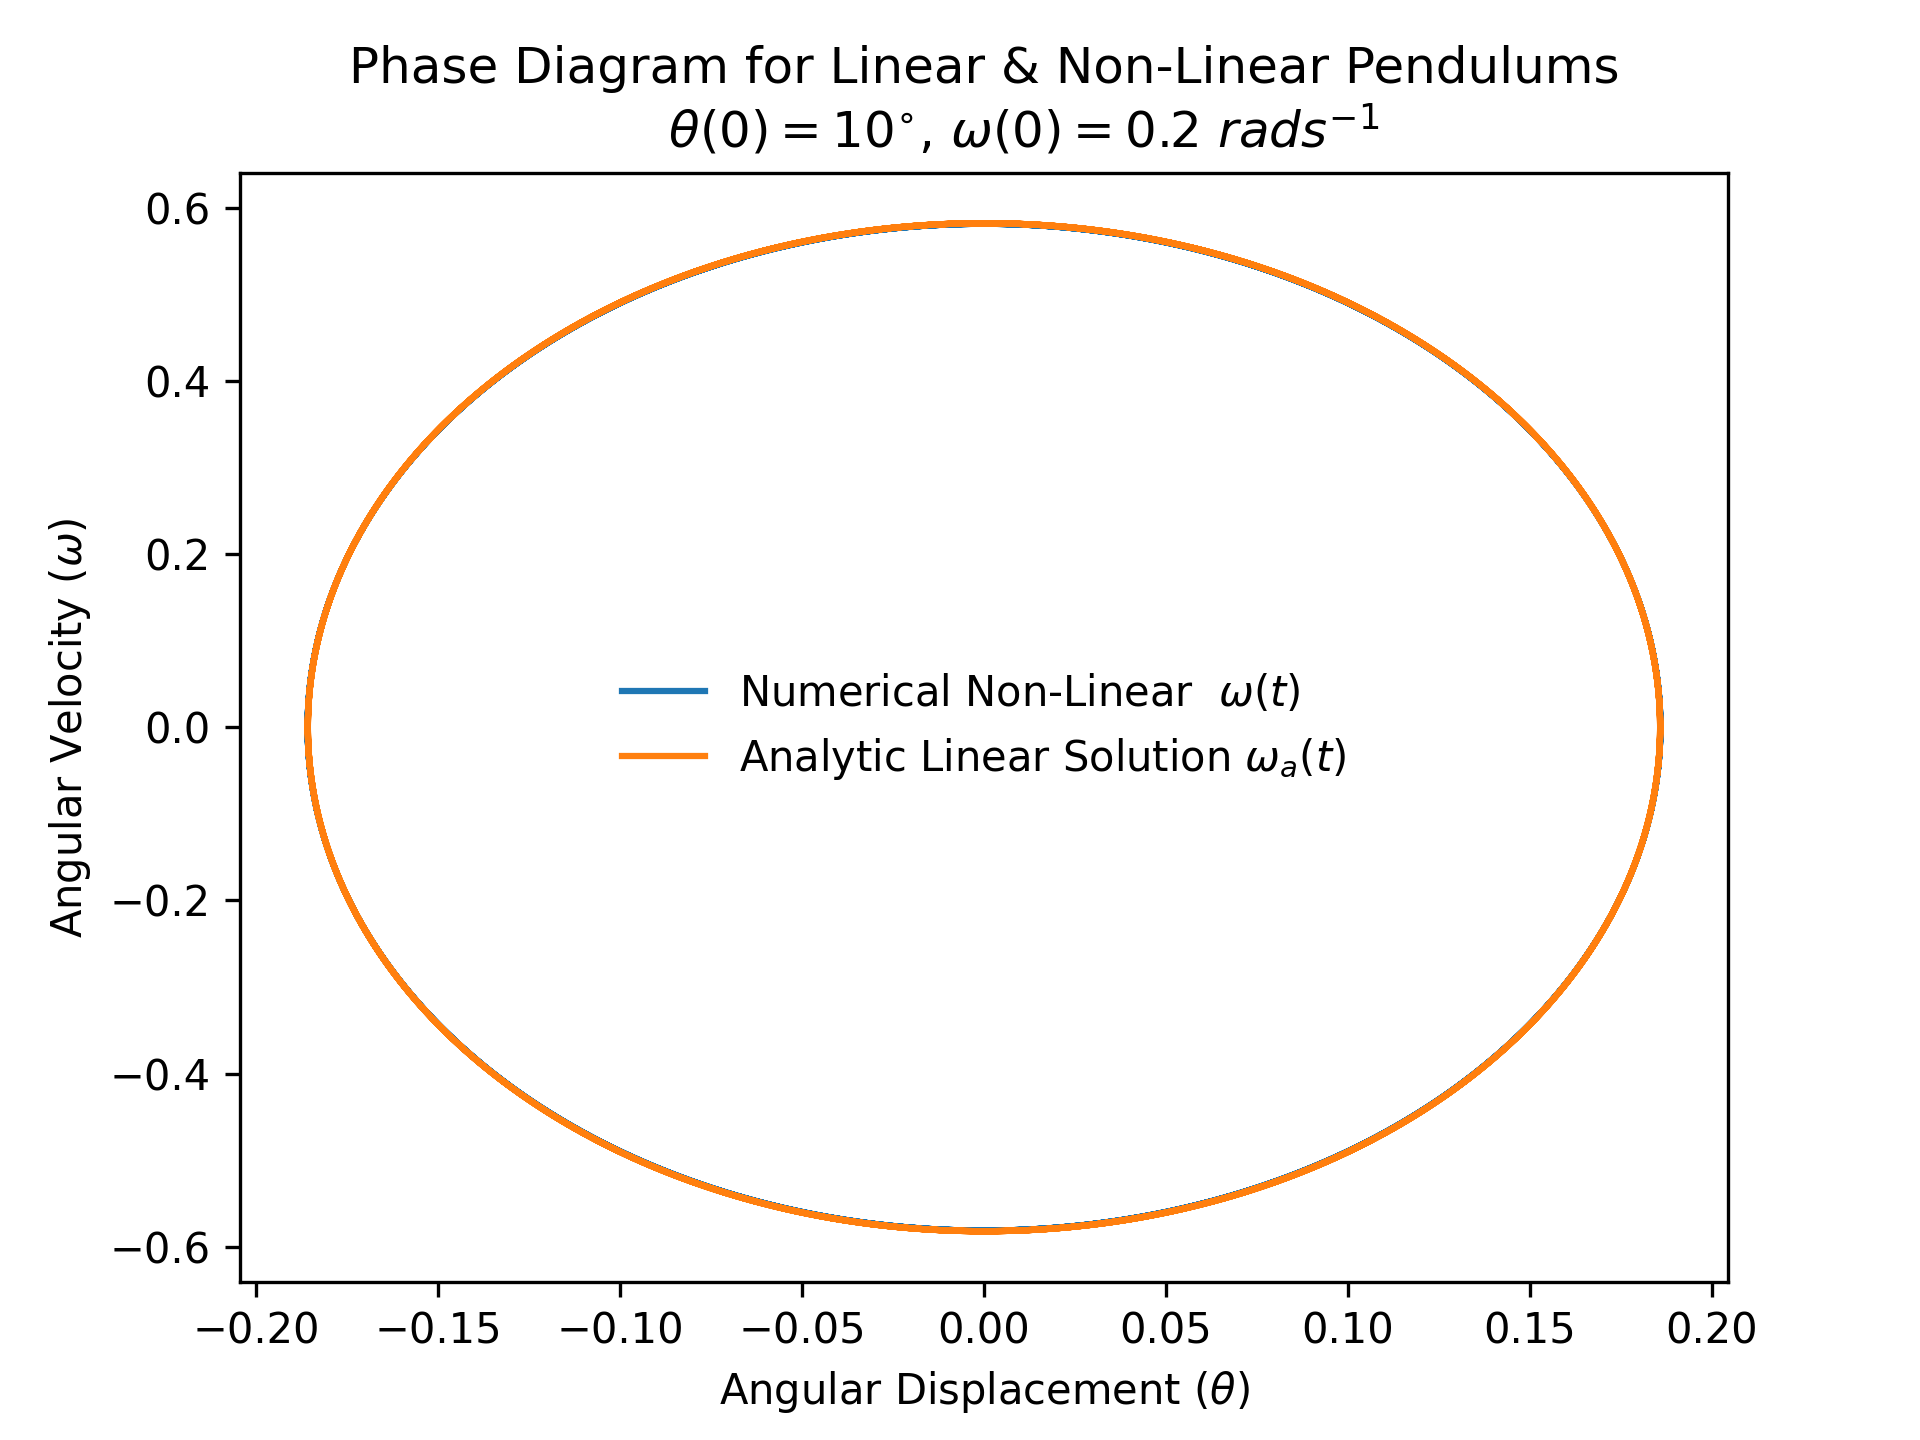 Phase Diagram for Linear & Non-Linear Pendulums
θ(0) = 10°, ω(0) = 0.2 rads⁻¹
0.6
0.4
0.2
0.0
−0.2
−0.4
−0.6
Angular Velocity (ω)
Numerical Non-Linear ω(t)
Analytic Linear Solution ωₐ(t)
−0.20 −0.15 −0.10 −0.05 0.00 0.05 0.10 0.15 0.20
Angular Displacement (θ)